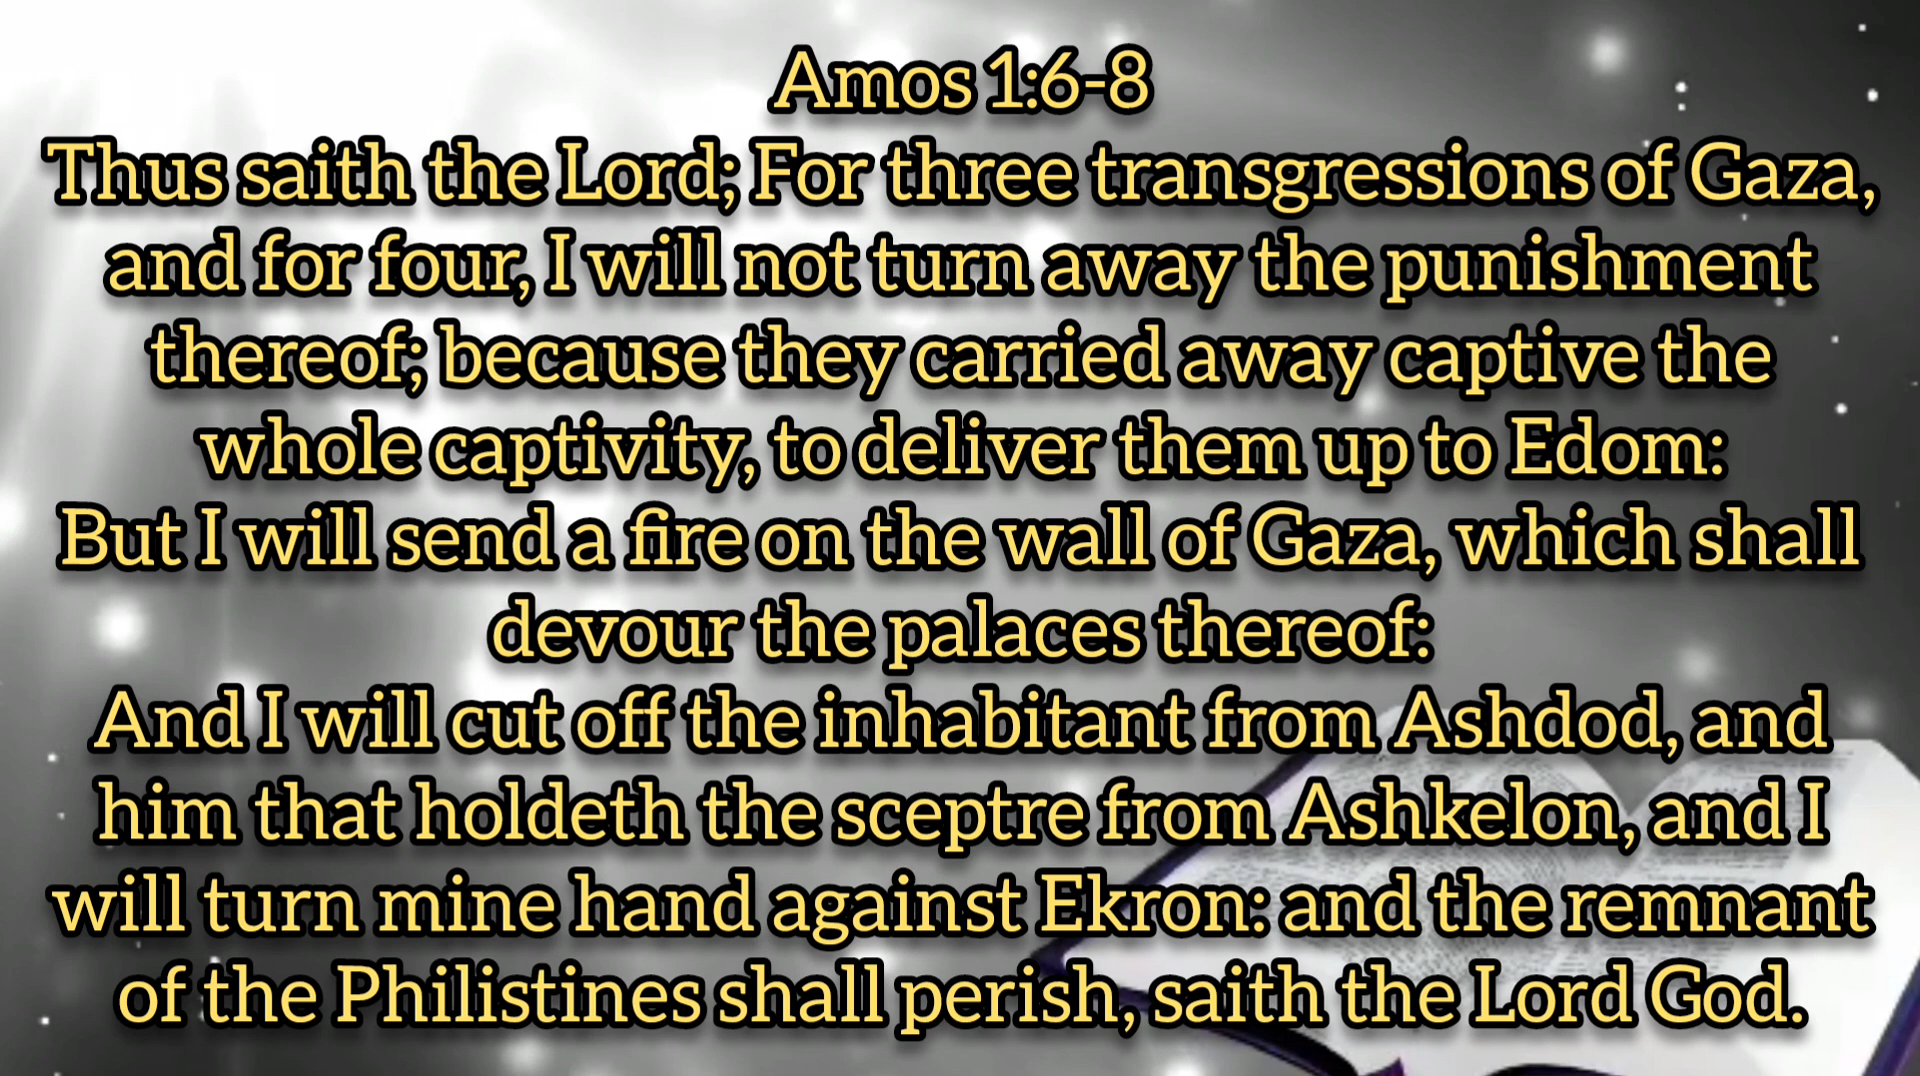 Amos 1:6-8
Thus saith the Lord; For three transgressions of Gaza,
and for four, I will not turn away the punishment
thereof; because they carried away captive the
whole captivity, to deliver them up to Edom:
But I will send a fire on the wall of Gaza, which shall
devour the palaces thereof:
And I will cut off the inhabitant from Ashdod, and
him that holdeth the sceptre from Ashkelon, and I
will turn mine hand against Ekron: and the remnant
of the Philistines shall perish, saith the Lord God.